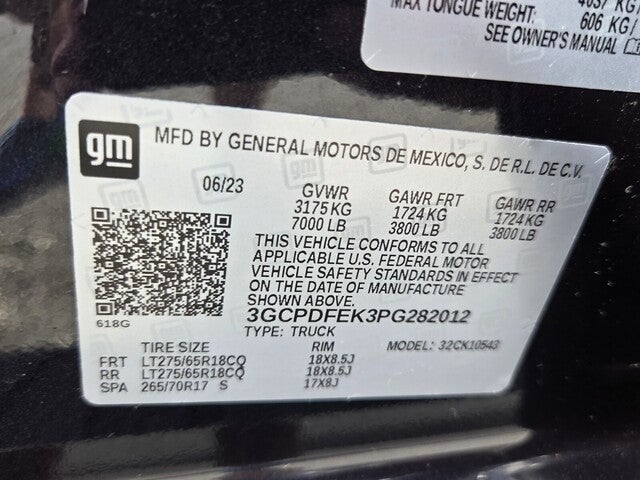 MAX TONGUE WEIGHT:
606 KG/
SEE OWNER'S MANUAL
gm
MFD BY GENERAL MOTORS DE MEXICO, S. DE R.L. DE C.V.
06/23
GVWR GAWR FRT GAWR RR
3175 KG 1724 KG 1724 KG
7000 LB 3800 LB 3800 LB
THIS VEHICLE CONFORMS TO ALL
APPLICABLE U.S. FEDERAL MOTOR
VEHICLE SAFETY STANDARDS IN EFFECT
ON THE DATE OF MANUFACTURE
SHOWN ABOVE.
618G
3GCPDFEK3PG282012
TYPE: TRUCK MODEL: 32CK10543
TIRE SIZE RIM
FRT LT275/65R18CQ 18X8.5J
RR LT275/65R18CQ 18X8.5J
SPA 265/70R17 S 17X8J